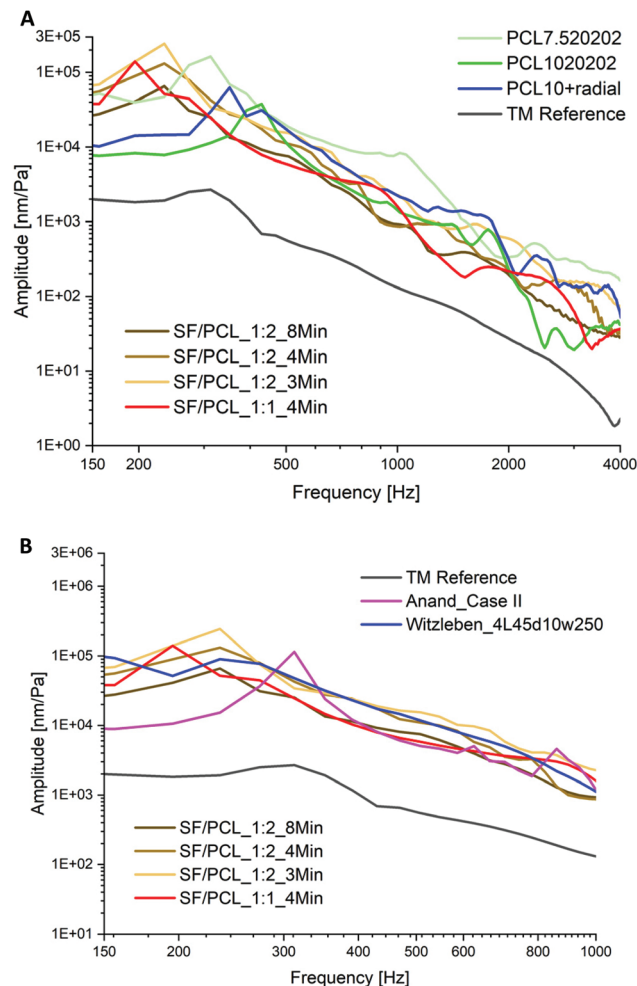 A
3E+05
1E+05
1E+04
1E+03
1E+02
1E+01
1E+00
Amplitude [nm/Pa]
PCL7.520202
PCL1020202
PCL10+radial
TM Reference
SF/PCL_1:2_8Min
SF/PCL_1:2_4Min
SF/PCL_1:2_3Min
SF/PCL_1:1_4Min
150 200 500 1000 2000 4000
Frequency [Hz]
B
3E+06
1E+06
1E+05
1E+04
1E+03
1E+02
1E+01
Amplitude [nm/Pa]
TM Reference
Anand_Case II
Witzleben_4L45d10w250
SF/PCL_1:2_8Min
SF/PCL_1:2_4Min
SF/PCL_1:2_3Min
SF/PCL_1:1_4Min
150 200 300 400 500 600 800 1000
Frequency [Hz]